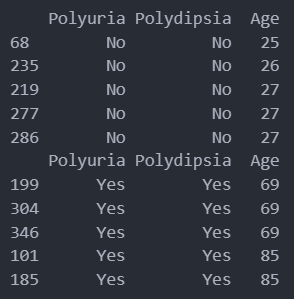 Polyuria Polydipsia Age
68 No No 25
235 No No 26
219 No No 27
277 No No 27
286 No No 27
Polyuria Polydipsia Age
199 Yes Yes 69
304 Yes Yes 69
346 Yes Yes 69
101 Yes Yes 85
185 Yes Yes 85